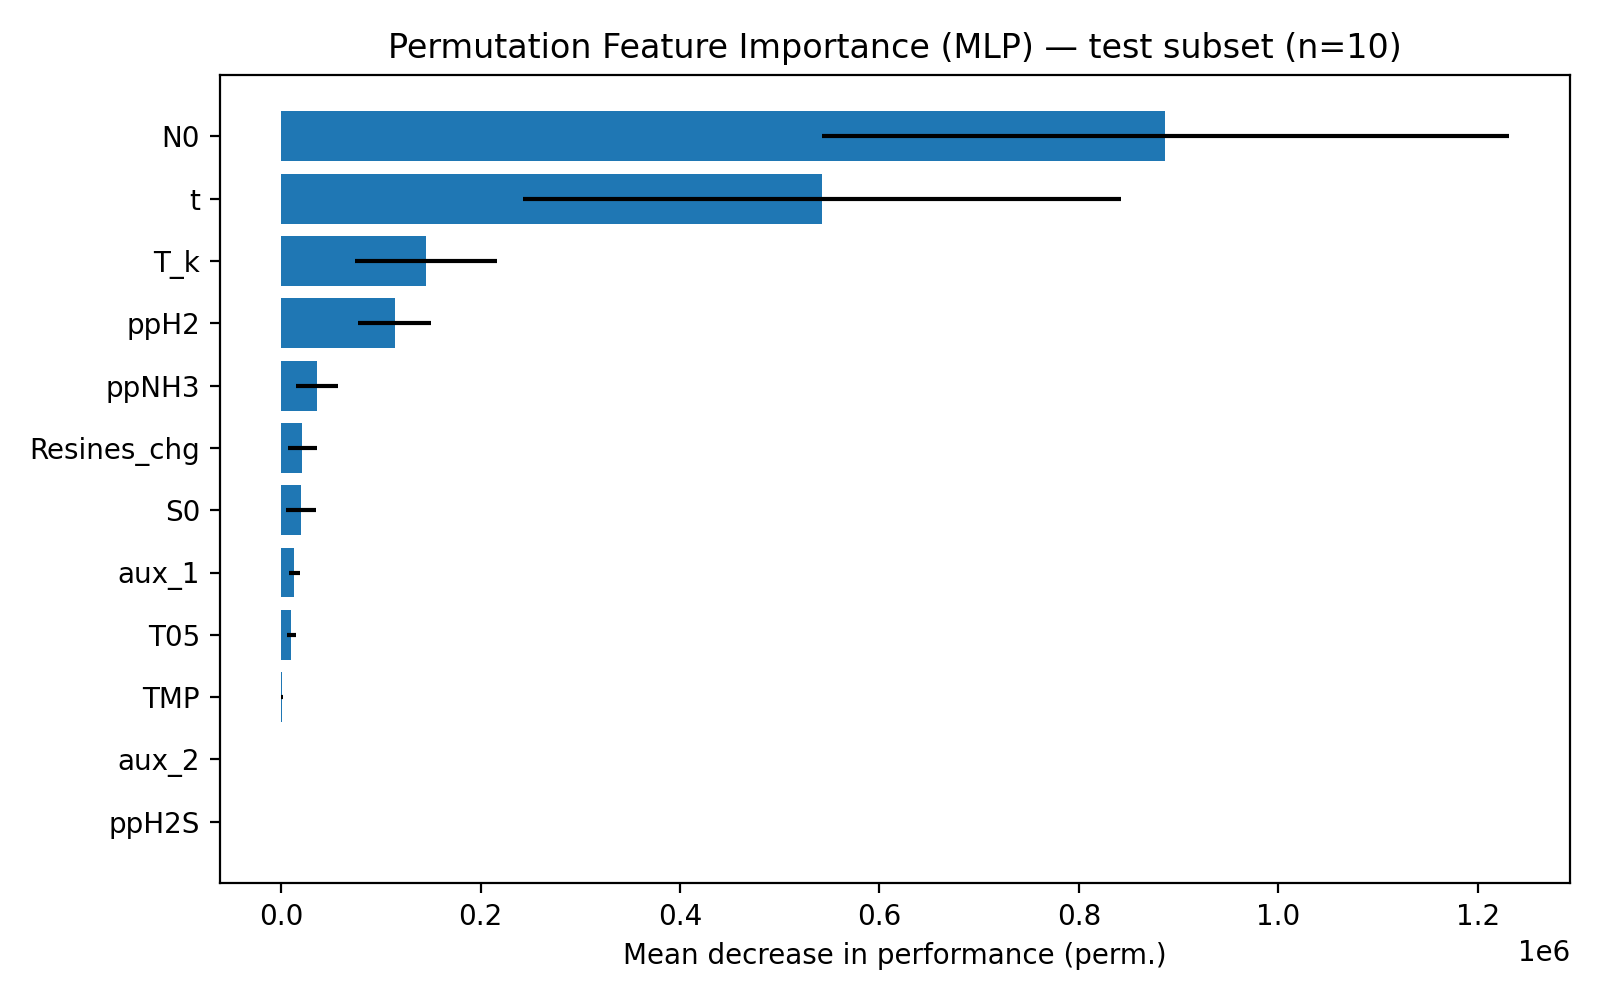 Permutation Feature Importance (MLP) — test subset (n=10)
N0
t
T_k
ppH2
ppNH3
Resines_chg
S0
aux_1
T05
TMP
aux_2
ppH2S
0.0 0.2 0.4 0.6 0.8 1.0 1.2
1e6
Mean decrease in performance (perm.)